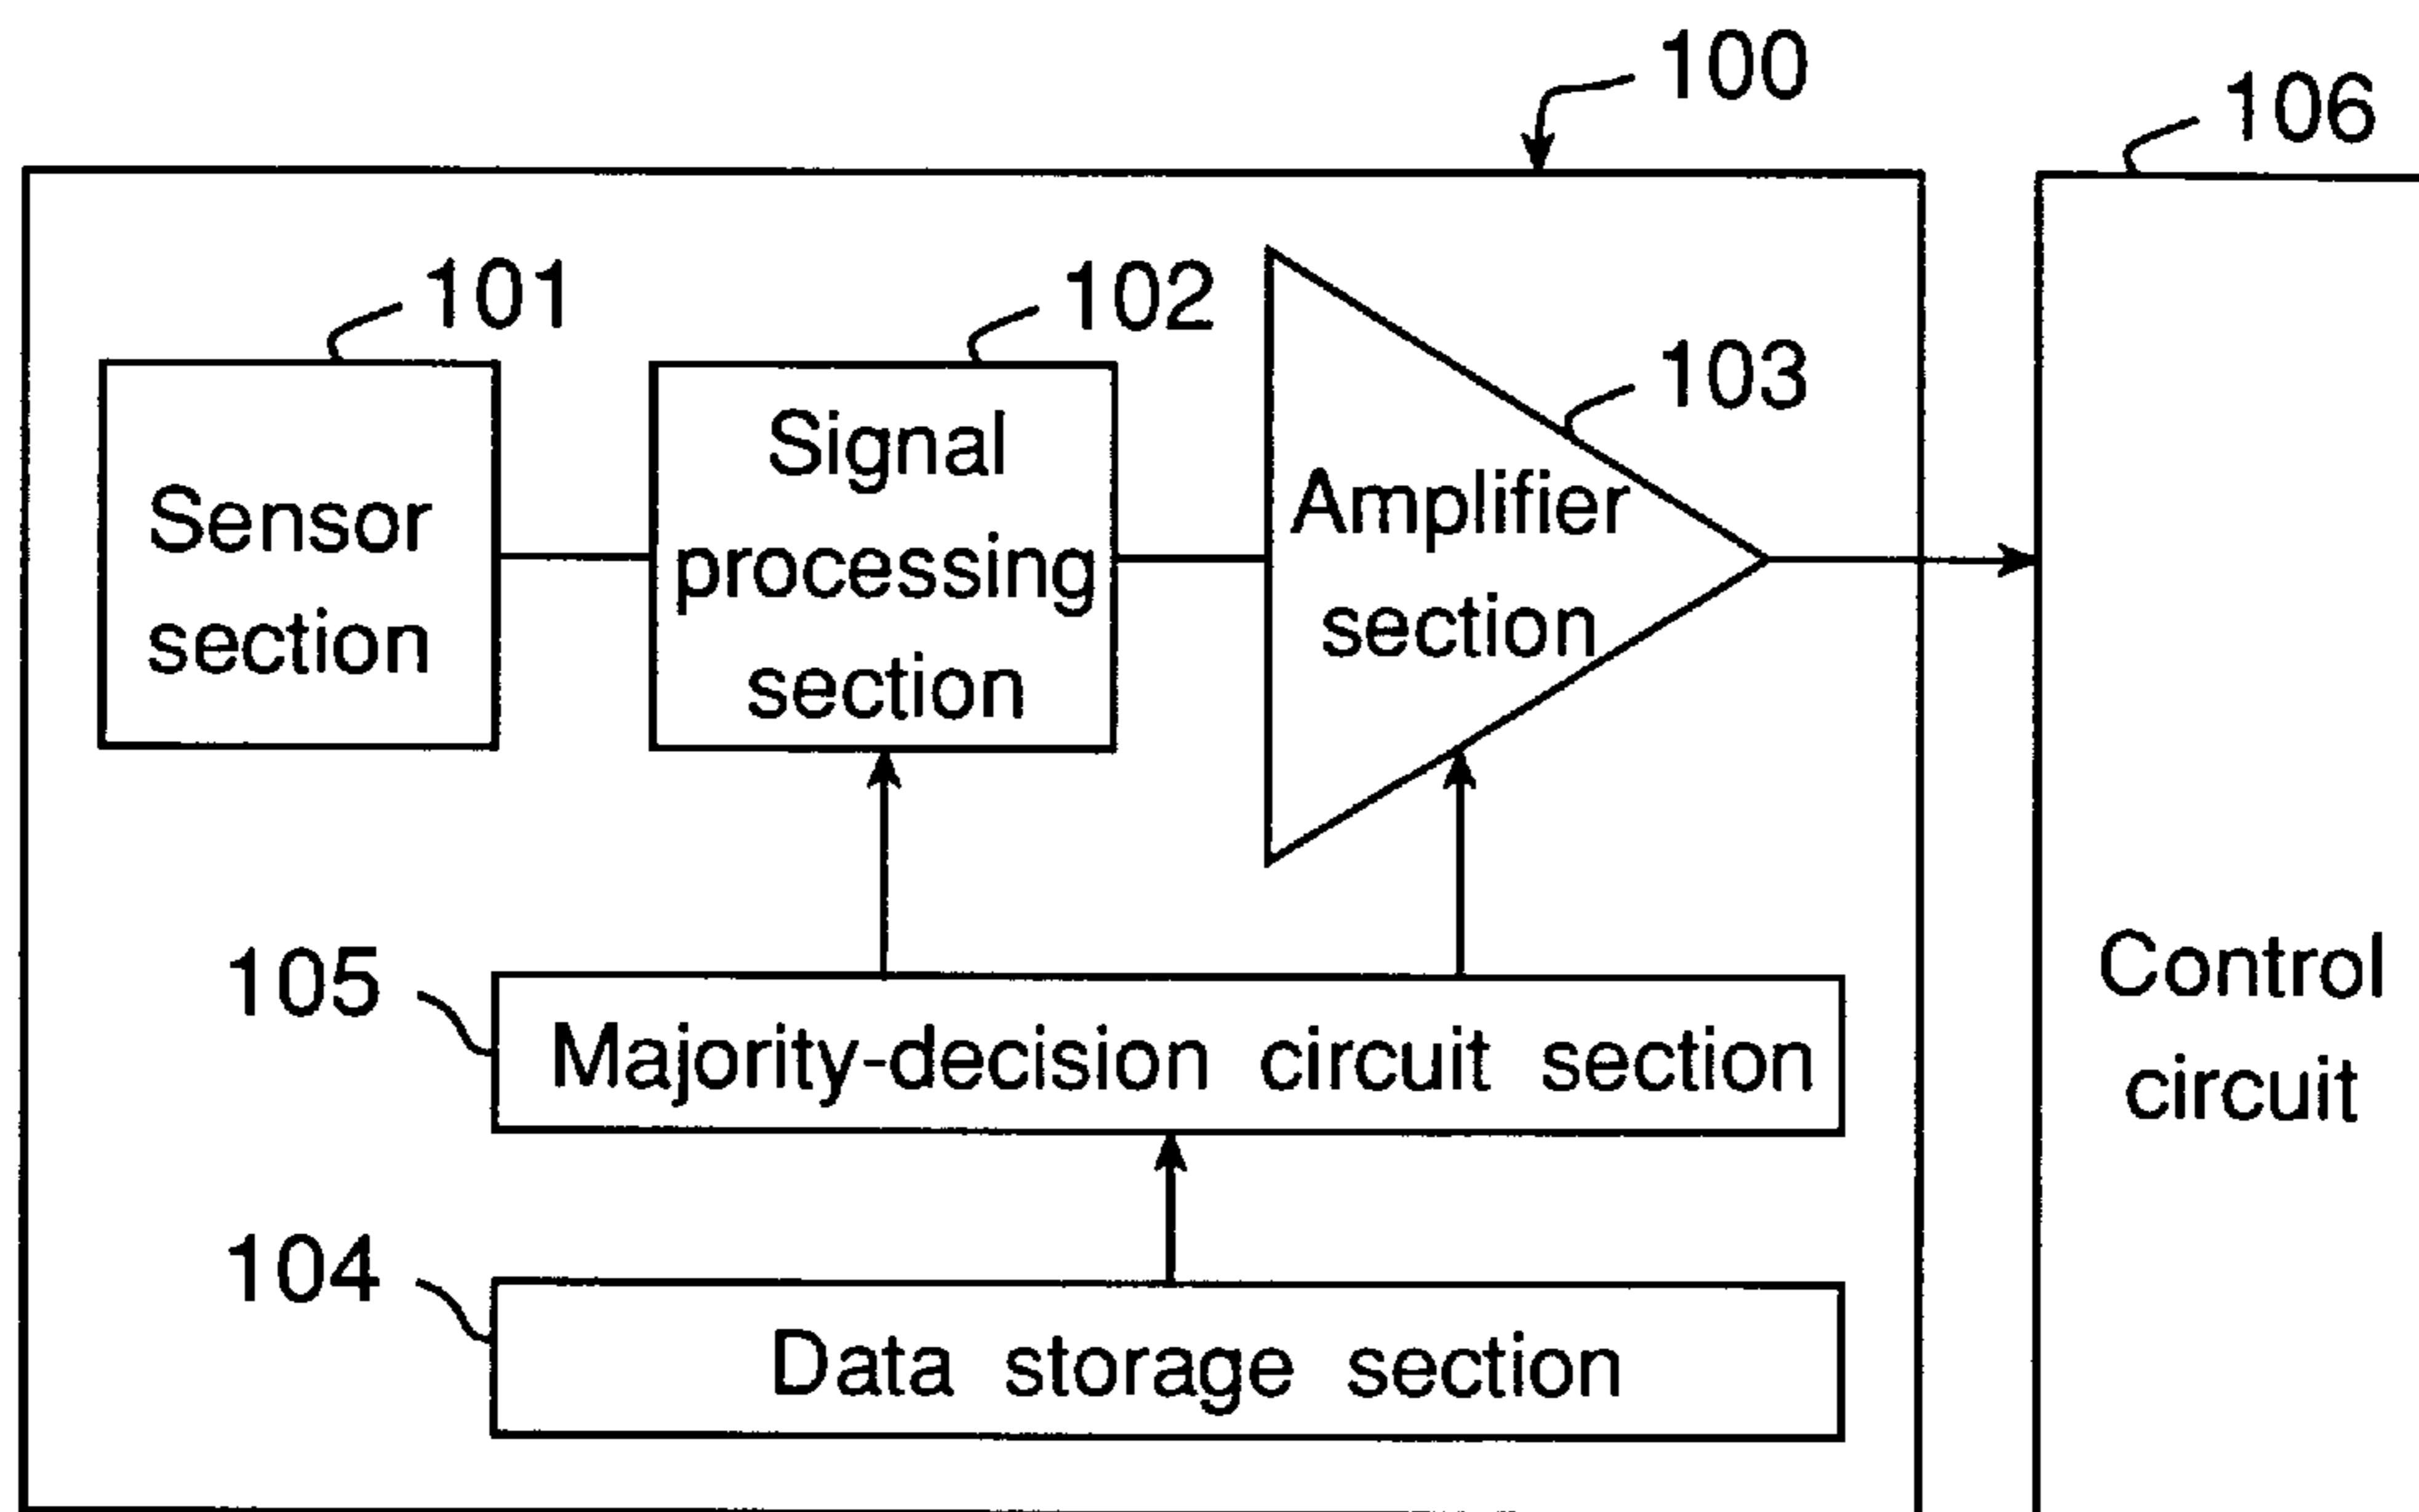 100
106
101
102
103
Sensor
section
Signal
processing
section
Amplifier
section
105
Majority-decision circuit section
Control
circuit
104
Data storage section